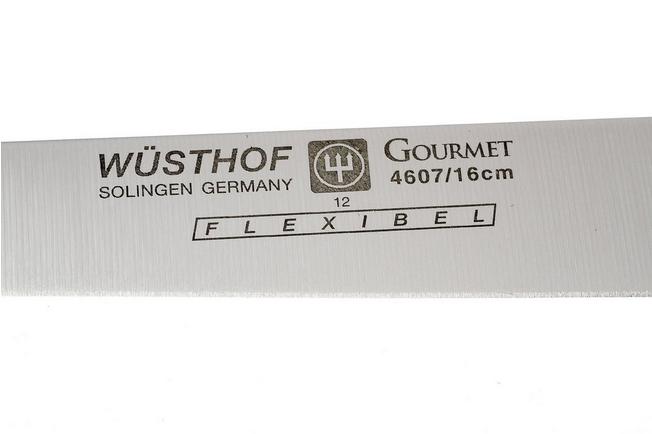 WÜSTHOF
SOLINGEN GERMANY
GOURMET
4607/16cm
12
FLEXIBEL